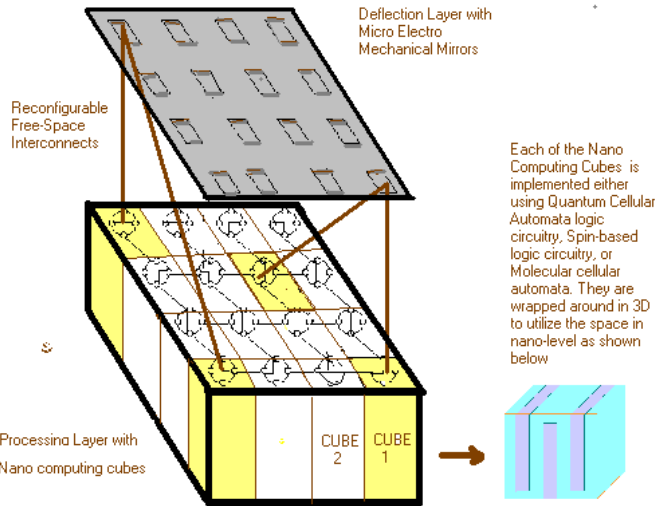 Deflection Layer with
Micro Electro
Mechanical Mirrors
Reconfigurable
Free-Space
Interconnects
Each of the Nano
Computing Cubes is
implemented either
using Quantum Cellular
Automata logic
circuitry, Spin-based
logic circuitry, or
Molecular cellular
automata. They are
wrapped around in 3D
to utilize the space in
nano-level as shown
below
Processing Layer with
Nano computing cubes
CUBE
2
CUBE
1